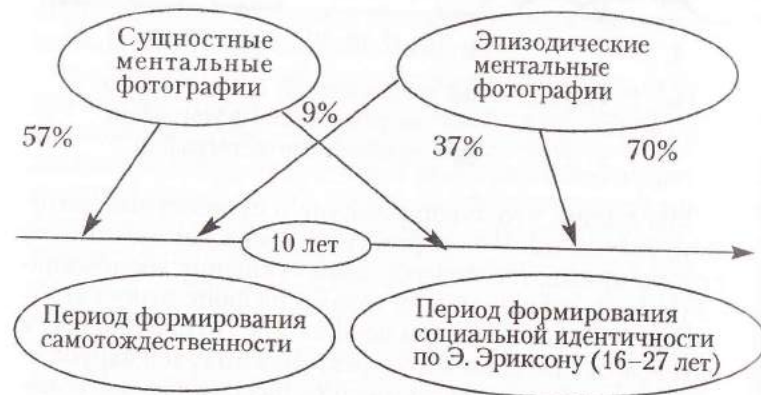 Сущностные
ментальные
фотографии
Эпизодические
ментальные
фотографии
57%
9%
37%
70%
10 лет
Период формирования
самотождественности
Период формирования
социальной идентичности
по Э. Эриксону (16–27 лет)